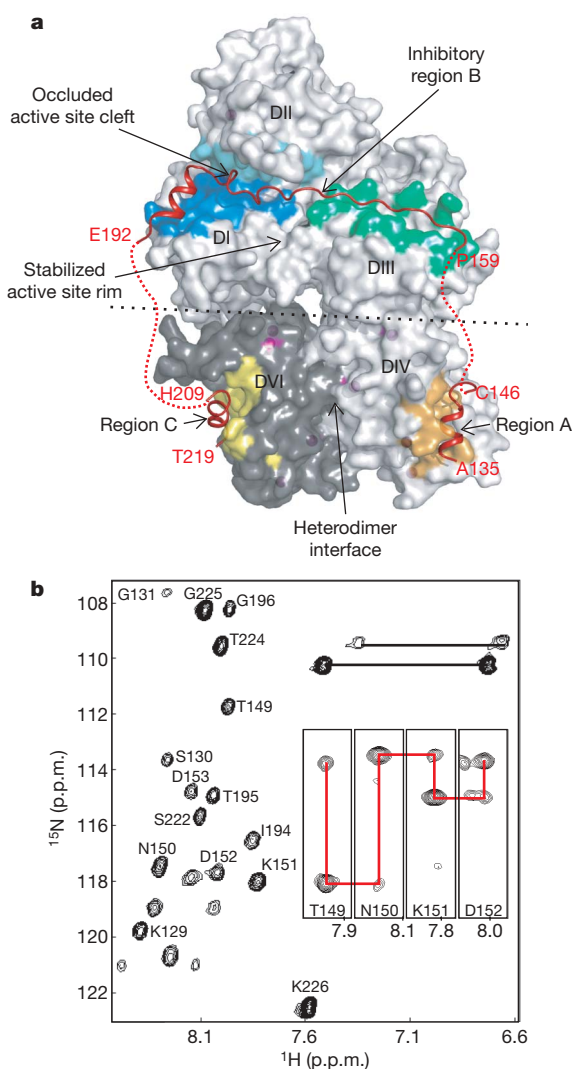 a
Inhibitory
region B
Occluded
active site
cleft
DII
E192
DI
P159
Stabilized
active site rim
DIII
DIV
DVI
H209
C146
Region C
Region A
T219
A135
Heterodimer
interface
b
G131
G225
G196
108
T224
110
T149
112
S130
114
D153
T195
S222
116
I194
N150
D152
K151
118
K129
120
K226
122
T149
N150
K151
D152
7.9
8.1
7.8
8.0
8.1
7.6
7.1
6.6
¹⁵N (p.p.m.)
¹H (p.p.m.)